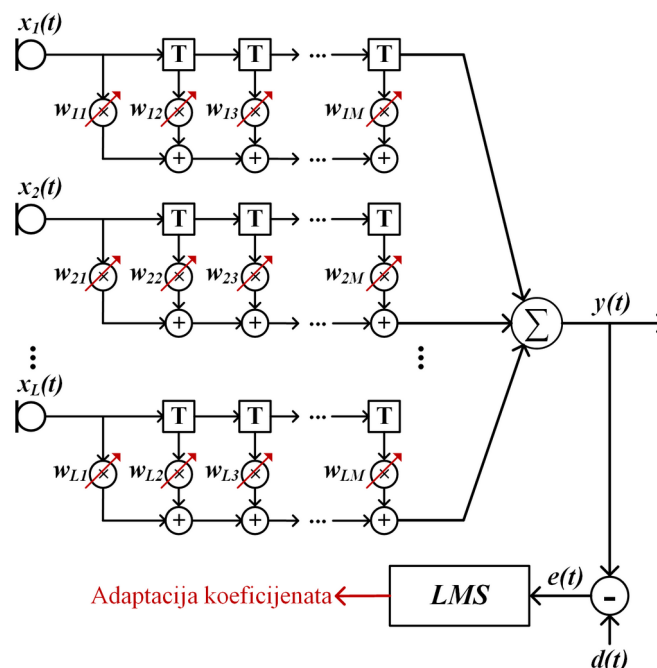 x1(t)
T T ... T
w11 w12 w13 w1M
× × × ×
+ + ... +
x2(t)
T T ... T
w21 w22 w23 w2M
× × × ×
+ + ... +
Σ y(t)
... ...
xL(t)
T T ... T
wL1 wL2 wL3 wLM
× × × ×
+ + ... +
Adaptacija koeficijenata LMS e(t) -
d(t)